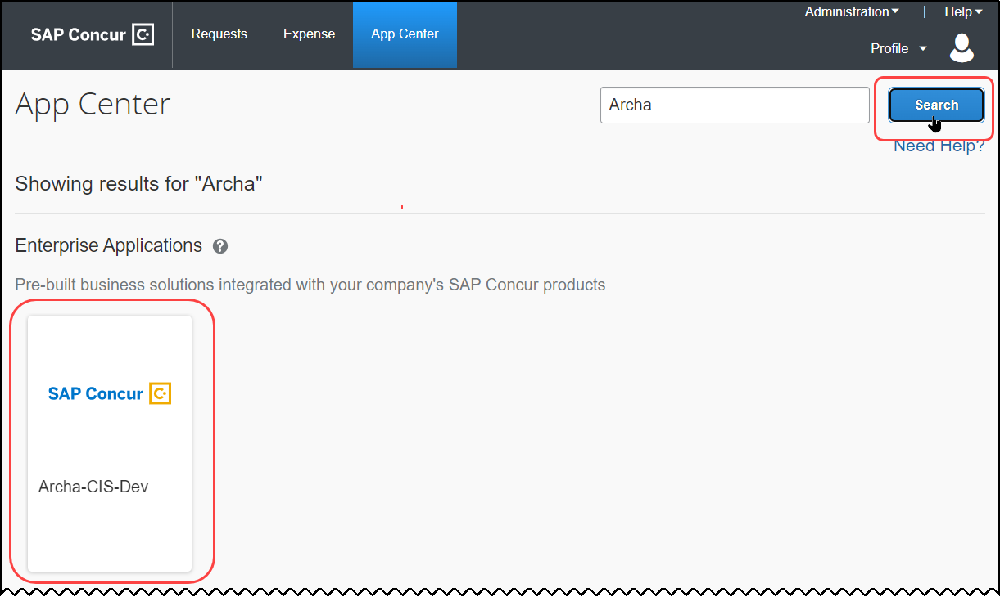 Administration | Help
SAP Concur C Requests Expense App Center
Profile
App Center
Archa
Search
Need Help?
Showing results for "Archa"
Enterprise Applications ?
Pre-built business solutions integrated with your company's SAP Concur products
SAP Concur C
Archa-CIS-Dev